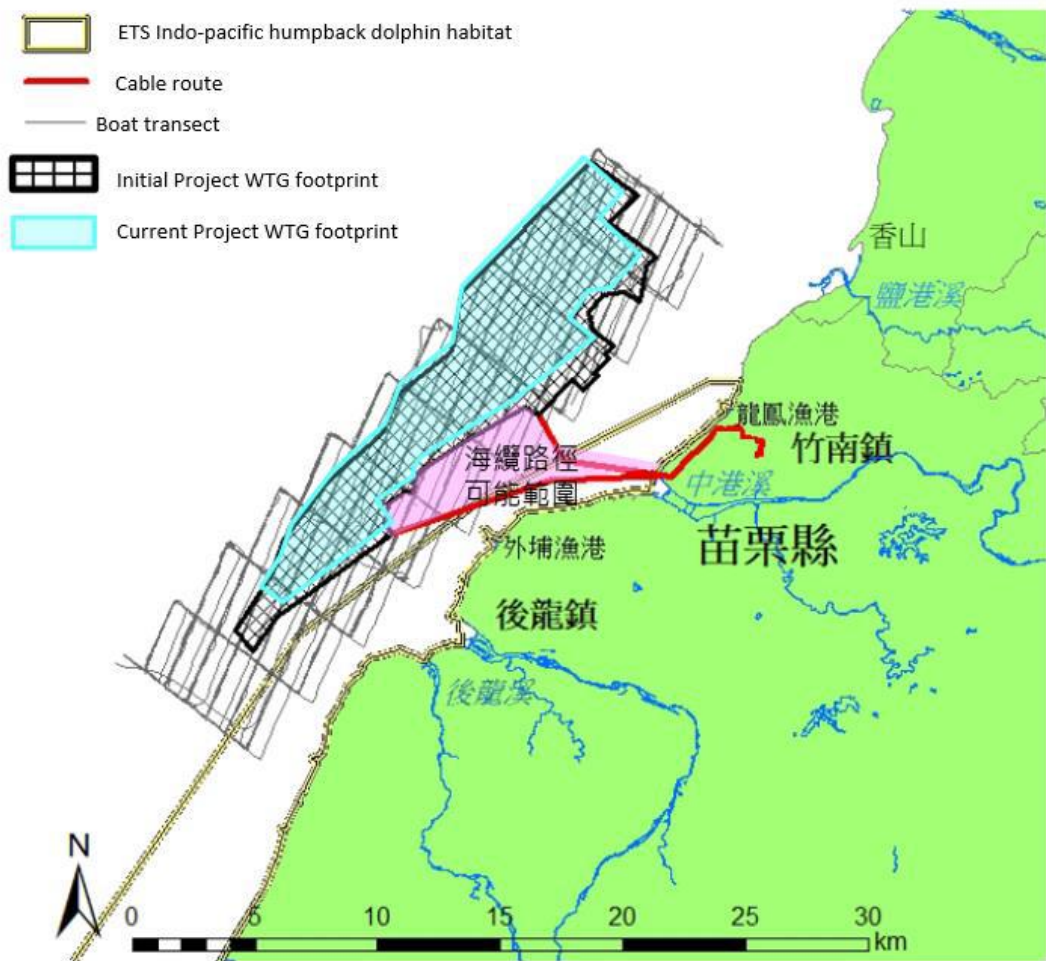 ETS Indo-pacific humpback dolphin habitat
Cable route
Boat transect
Initial Project WTG footprint
Current Project WTG footprint
香山
鹽港溪
龍鳳漁港
竹南鎮
海纜路徑
可能範圍
中港溪
苗栗縣
外埔漁港
後龍鎮
後龍溪
N
0 5 10 15 20 25 30
km